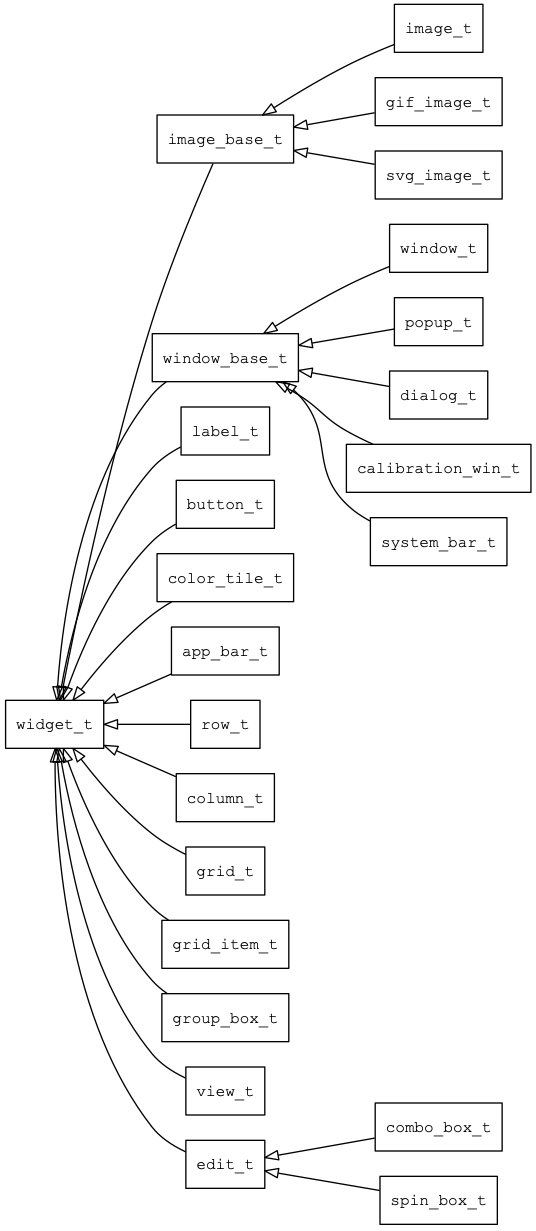 image_t
gif_image_t
image_base_t
svg_image_t
window_t
popup_t
window_base_t
dialog_t
label_t
calibration_win_t
button_t
system_bar_t
color_tile_t
app_bar_t
widget_t
row_t
column_t
grid_t
grid_item_t
group_box_t
view_t
combo_box_t
edit_t
spin_box_t